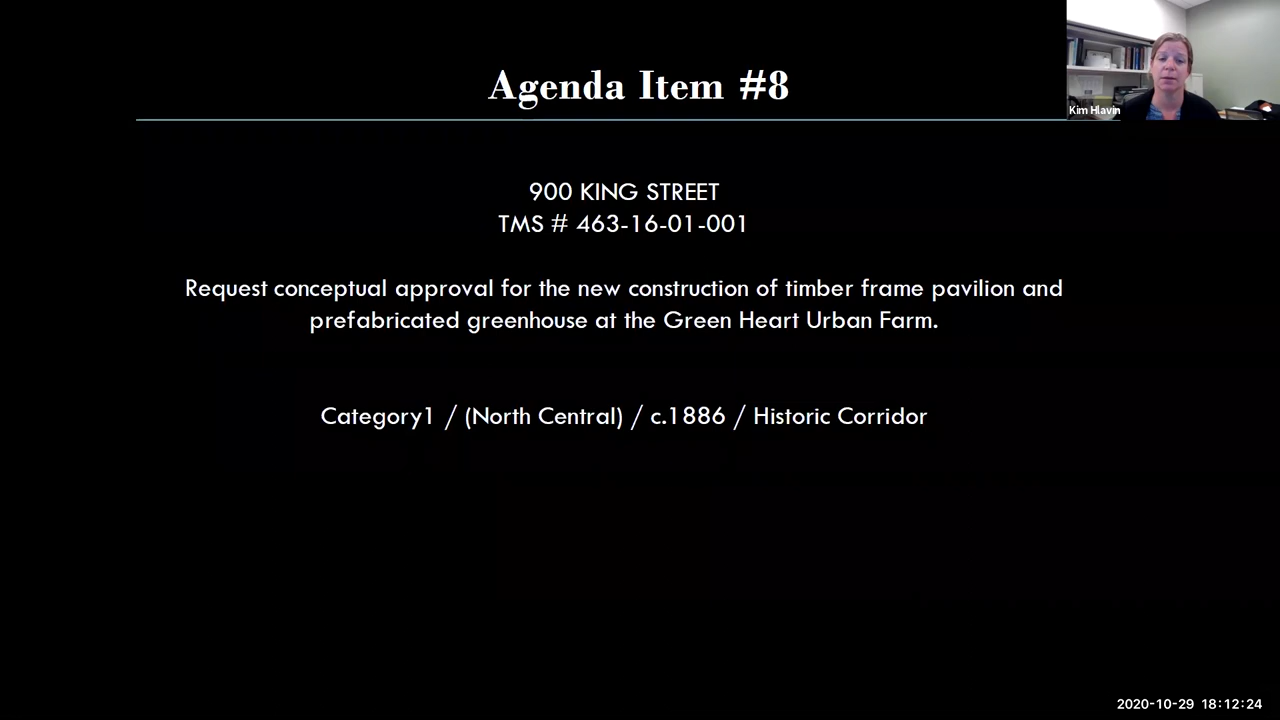 Agenda Item #8
Kim Hlavin
900 KING STREET
TMS # 463-16-01-001
Request conceptual approval for the new construction of timber frame pavilion and
prefabricated greenhouse at the Green Heart Urban Farm.
Category1 / (North Central) / c.1886 / Historic Corridor
2020-10-29 18:12:24